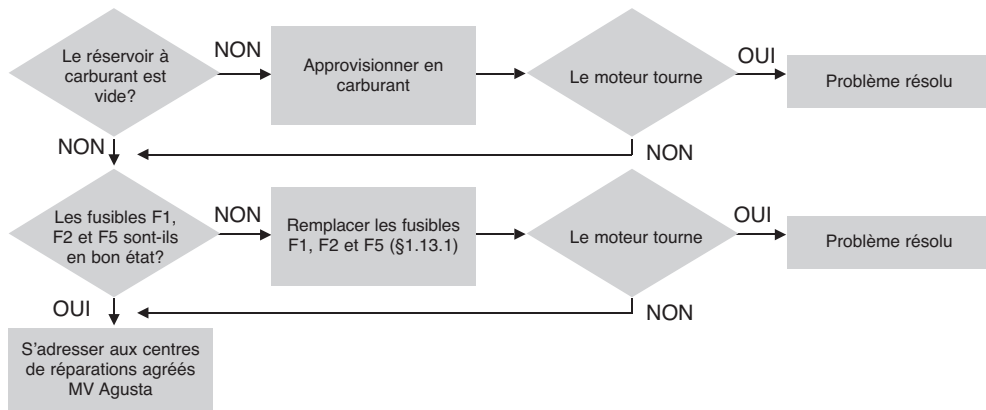 Le réservoir à
carburant est
vide?
NON
Approvisionner en
carburant
Le moteur tourne
OUI
Problème résolu
NON
NON
Les fusibles F1,
F2 et F5 sont-ils
en bon état?
NON
Remplacer les fusibles
F1, F2 et F5 (§1.13.1)
Le moteur tourne
OUI
Problème résolu
OUI
NON
S'adresser aux centres
de réparations agréés
MV Agusta